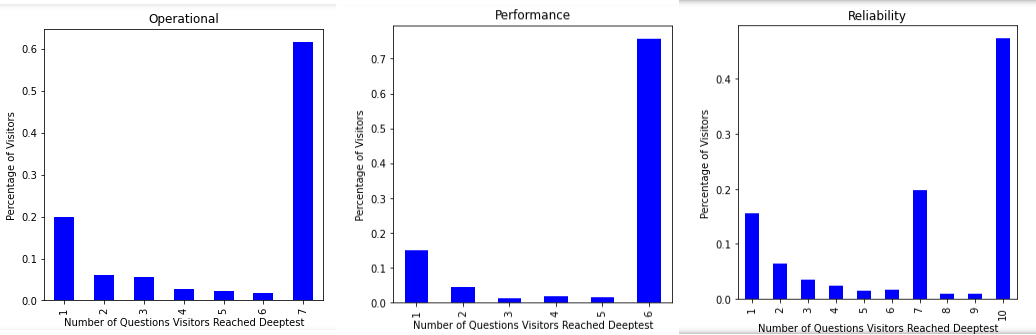 Operational
Percentage of Visitors
0.6
0.5
0.4
0.3
0.2
0.1
0.0
1 2 3 4 5 6 7
Number of Questions Visitors Reached Deeptest
Performance
Percentage of Visitors
0.7
0.6
0.5
0.4
0.3
0.2
0.1
0.0
1 2 3 4 5 6
Number of Questions Visitors Reached Deeptest
Reliability
Percentage of Visitors
0.4
0.3
0.2
0.1
0.0
1 2 3 4 5 6 7 8 9 10
Number of Questions Visitors Reached Deeptest